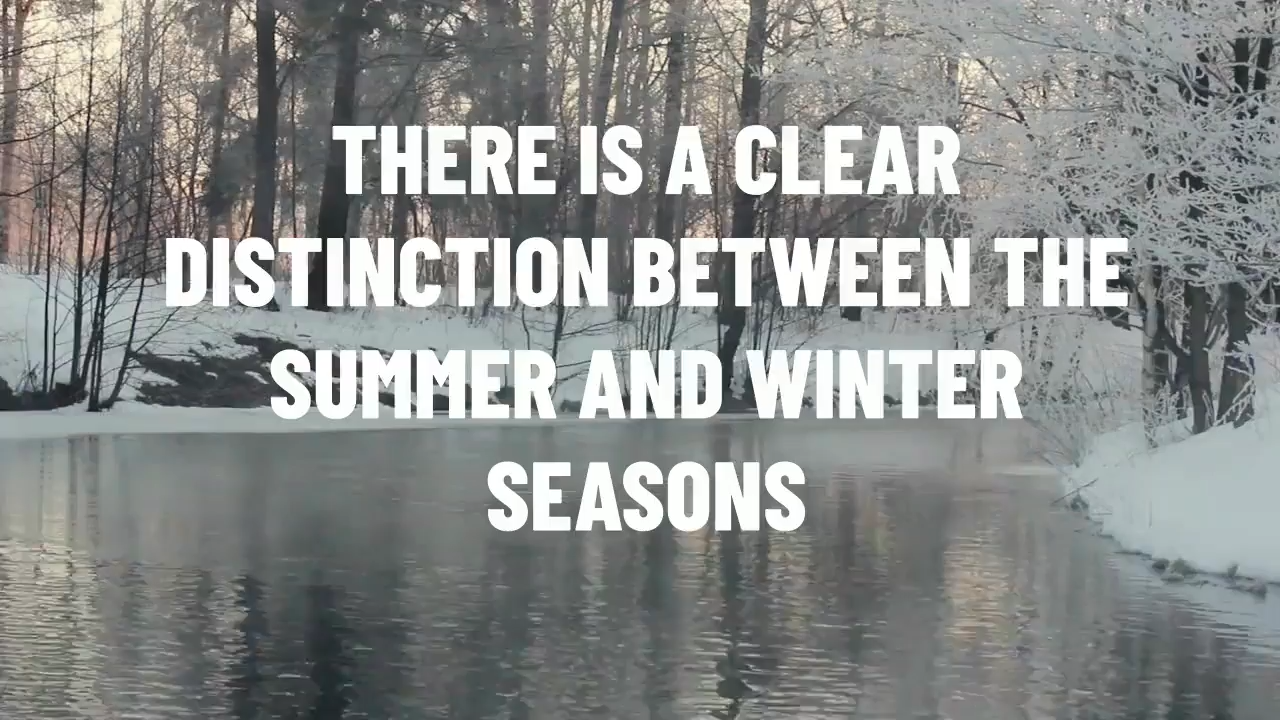 THERE IS A CLEAR
DISTINCTION BETWEEN THE
SUMMER AND WINTER
SEASONS